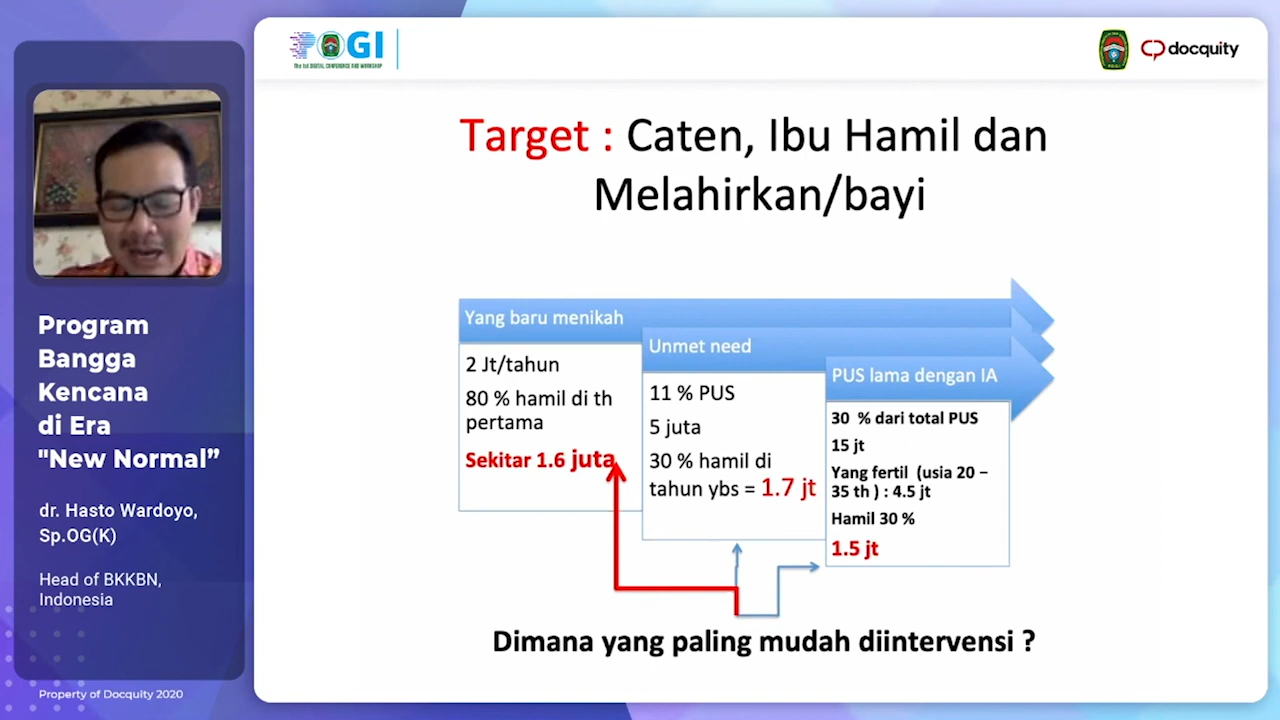 POGI
The 1st DIGITAL CONFERENCE AND WORKSHOP
docquity
Target : Caten, Ibu Hamil dan
Melahirkan/bayi
Yang baru menikah
2 Jt/tahun
80 % hamil di th
pertama
Sekitar 1.6 juta
Unmet need
11 % PUS
5 juta
30 % hamil di
tahun ybs = 1.7 jt
PUS lama dengan IA
30 % dari total PUS
15 jt
Yang fertil (usia 20 –
35 th ) : 4.5 jt
Hamil 30 %
1.5 jt
Dimana yang paling mudah diintervensi ?
Program
Bangga
Kencana
di Era
"New Normal”
dr. Hasto Wardoyo,
Sp.OG(K)
Head of BKKBN,
Indonesia
Property of Docquity 2020